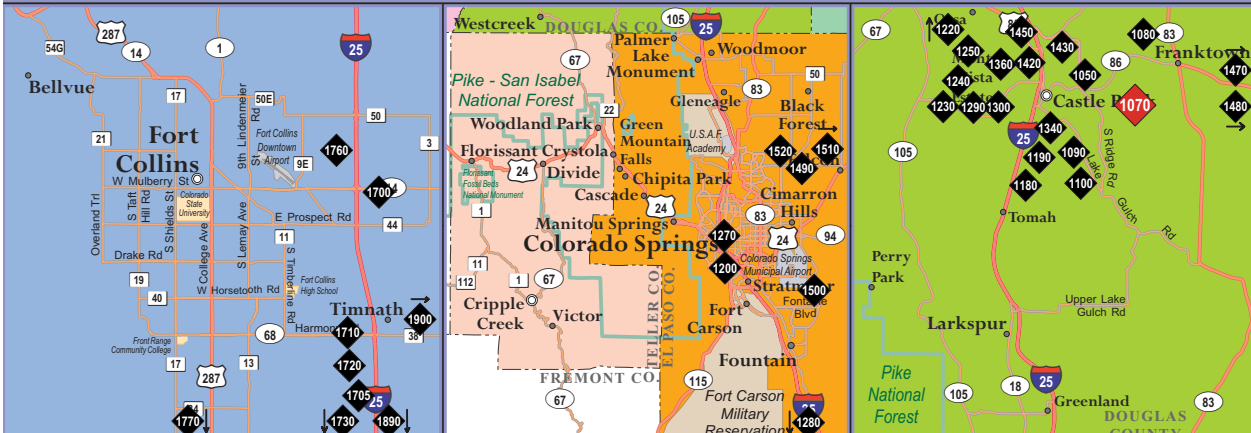 287
14
1
25
54G
Bellvue
17
50E
9th Lindenmeier Rd
50
21
Fort
Collins
Fort Collins
Downtown
Airport
1760
3
9E
St
W Mulberry St
1700
Overland Trl
S Taft
Hill Rd
S Shields St
Colorado
State
University
College Ave
S Lemay Ave
E Prospect Rd
44
11
Drake Rd
S Timberline Rd
19
40
W Horsetooth Rd
Fort Collins
High School
Timnath
1900
68
Harmon
1710
38
Front Range
Community College
17
13
1720
287
1705
25
1770
1730
1890
Westcreek
DOUGLAS CO.
105
25
67
Palmer
Lake
Woodmoor
Monument
50
Pike - San Isabel
National Forest
83
Gleneagle
Black
Forest
22
Woodland Park
Green
Mountain
Falls
U.S.A.F.
Academy
1520
1510
1490
Florissant
Crystola
24
Divide
Chipita Park
Florissant
Fossil Beds
National Monument
Cascade
Cimarron
Hills
24
1
Manitou Springs
83
Colorado Springs
1270
24
94
11
67
1200
Colorado Springs
Municipal Airport
112
1
Stratmoor
1500
Cripple
Creek
Fontaine
Blvd
Victor
Fort
Carson
TELLER CO.
EL PASO CO.
Fountain
FREMONT CO.
115
67
Fort Carson
Military
Reservation
25
1280
67
1220
1450
1430
1080
83
Franktown
1250
1360
1420
86
1470
1240
1050
1230
1290
1300
Castle
1070
1480
25
1340
105
1190
1090
S Ridge Rd
1180
1100
Lake
Gulch
Rd
Tomah
Perry
Park
Upper Lake
Gulch Rd
Larkspur
Pike
National
Forest
105
18
25
Greenland
83
DOUGLAS
COUNTY